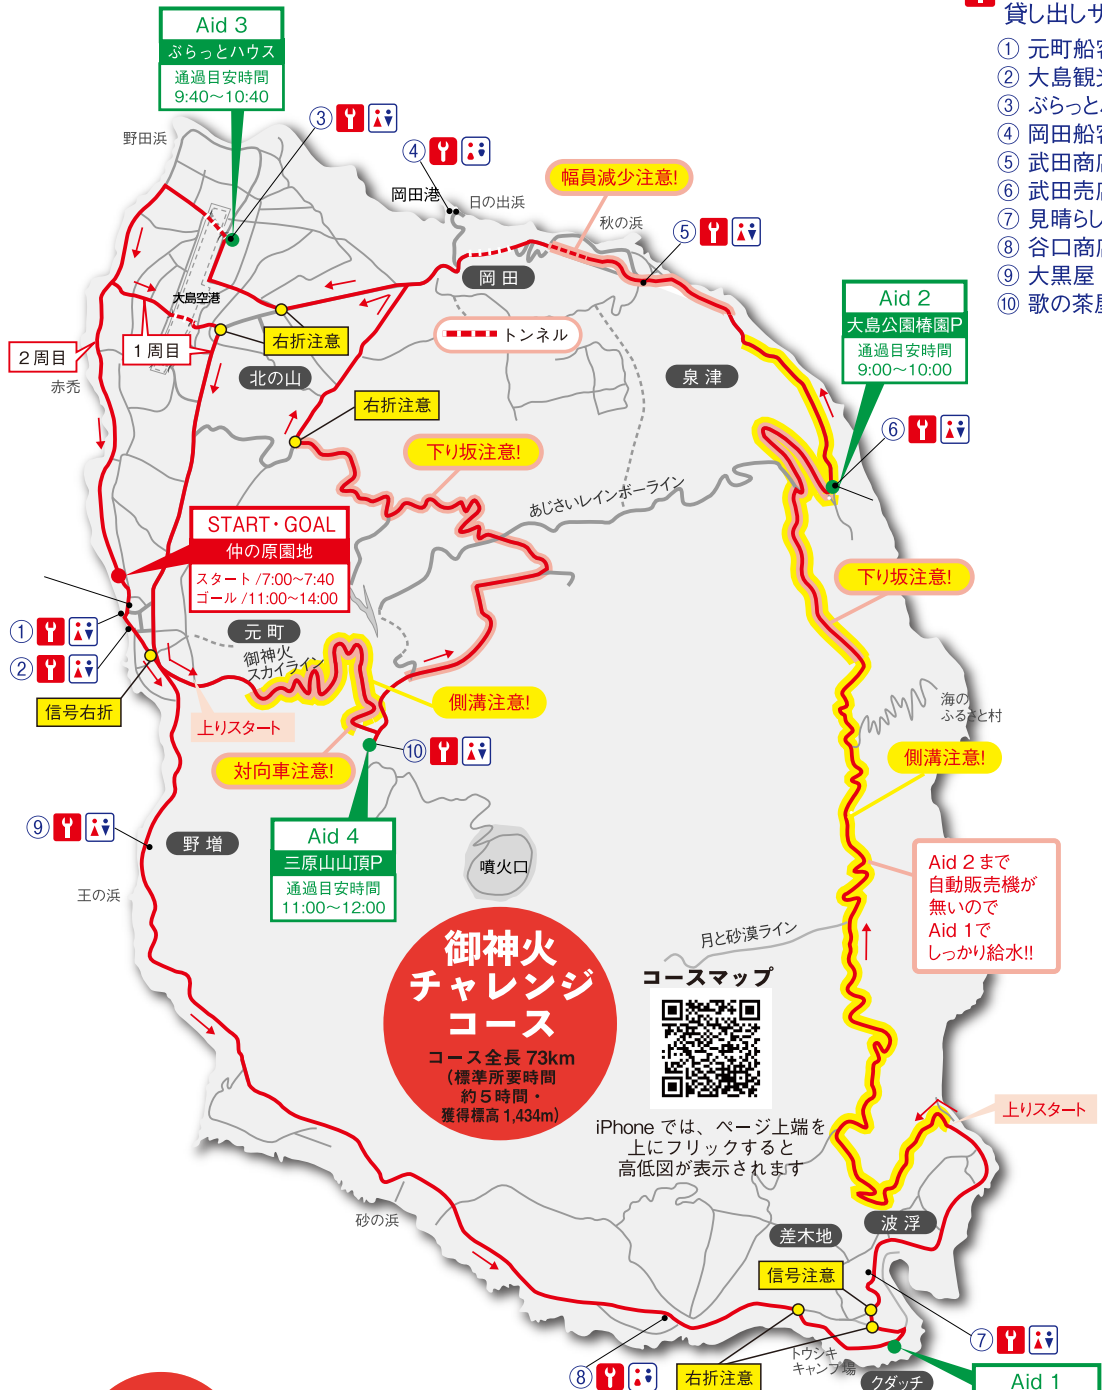 Aid 3
ぶらっとハウス
通過目安時間
9:40～10:40
貸し出しサ
① 元町船客
② 大島観光
③ ぶらっとハ
④ 岡田船客
⑤ 武田商店
⑥ 武田売店
⑦ 見晴らし
⑧ 谷口商店
⑨ 大黒屋
⑩ 歌の茶屋
野田浜
③
④
岡田港
日の出浜
幅員減少注意!
秋の浜
⑤
岡田
大島空港
トンネル
右折注意
2周目
1周目
赤禿
北の山
右折注意
泉津
Aid 2
大島公園椿園P
通過目安時間
9:00～10:00
⑥
下り坂注意!
あじさいレインボーライン
START・GOAL
仲の原園地
スタート /7:00~7:40
ゴール /11:00~14:00
下り坂注意!
①
②
元町
御神火
スカイライン
信号右折
上りスタート
側溝注意!
対向車注意!
⑩
海の
ふるさと村
側溝注意!
⑨
野増
王の浜
Aid 4
三原山山頂P
通過目安時間
11:00～12:00
噴火口
Aid 2 まで
自動販売機が
無いので
Aid 1で
しっかり給水!!
月と砂漠ライン
御神火
チャレンジ
コース
コース全長 73km
(標準所要時間
約5時間・
獲得標高 1,434m)
コースマップ
iPhone では、ページ上端を
上にフリックすると
高低図が表示されます
上りスタート
砂の浜
波浮
差木地
信号注意
⑦
⑧
右折注意
トウシキ
キャンプ場
クダッチ
Aid 1